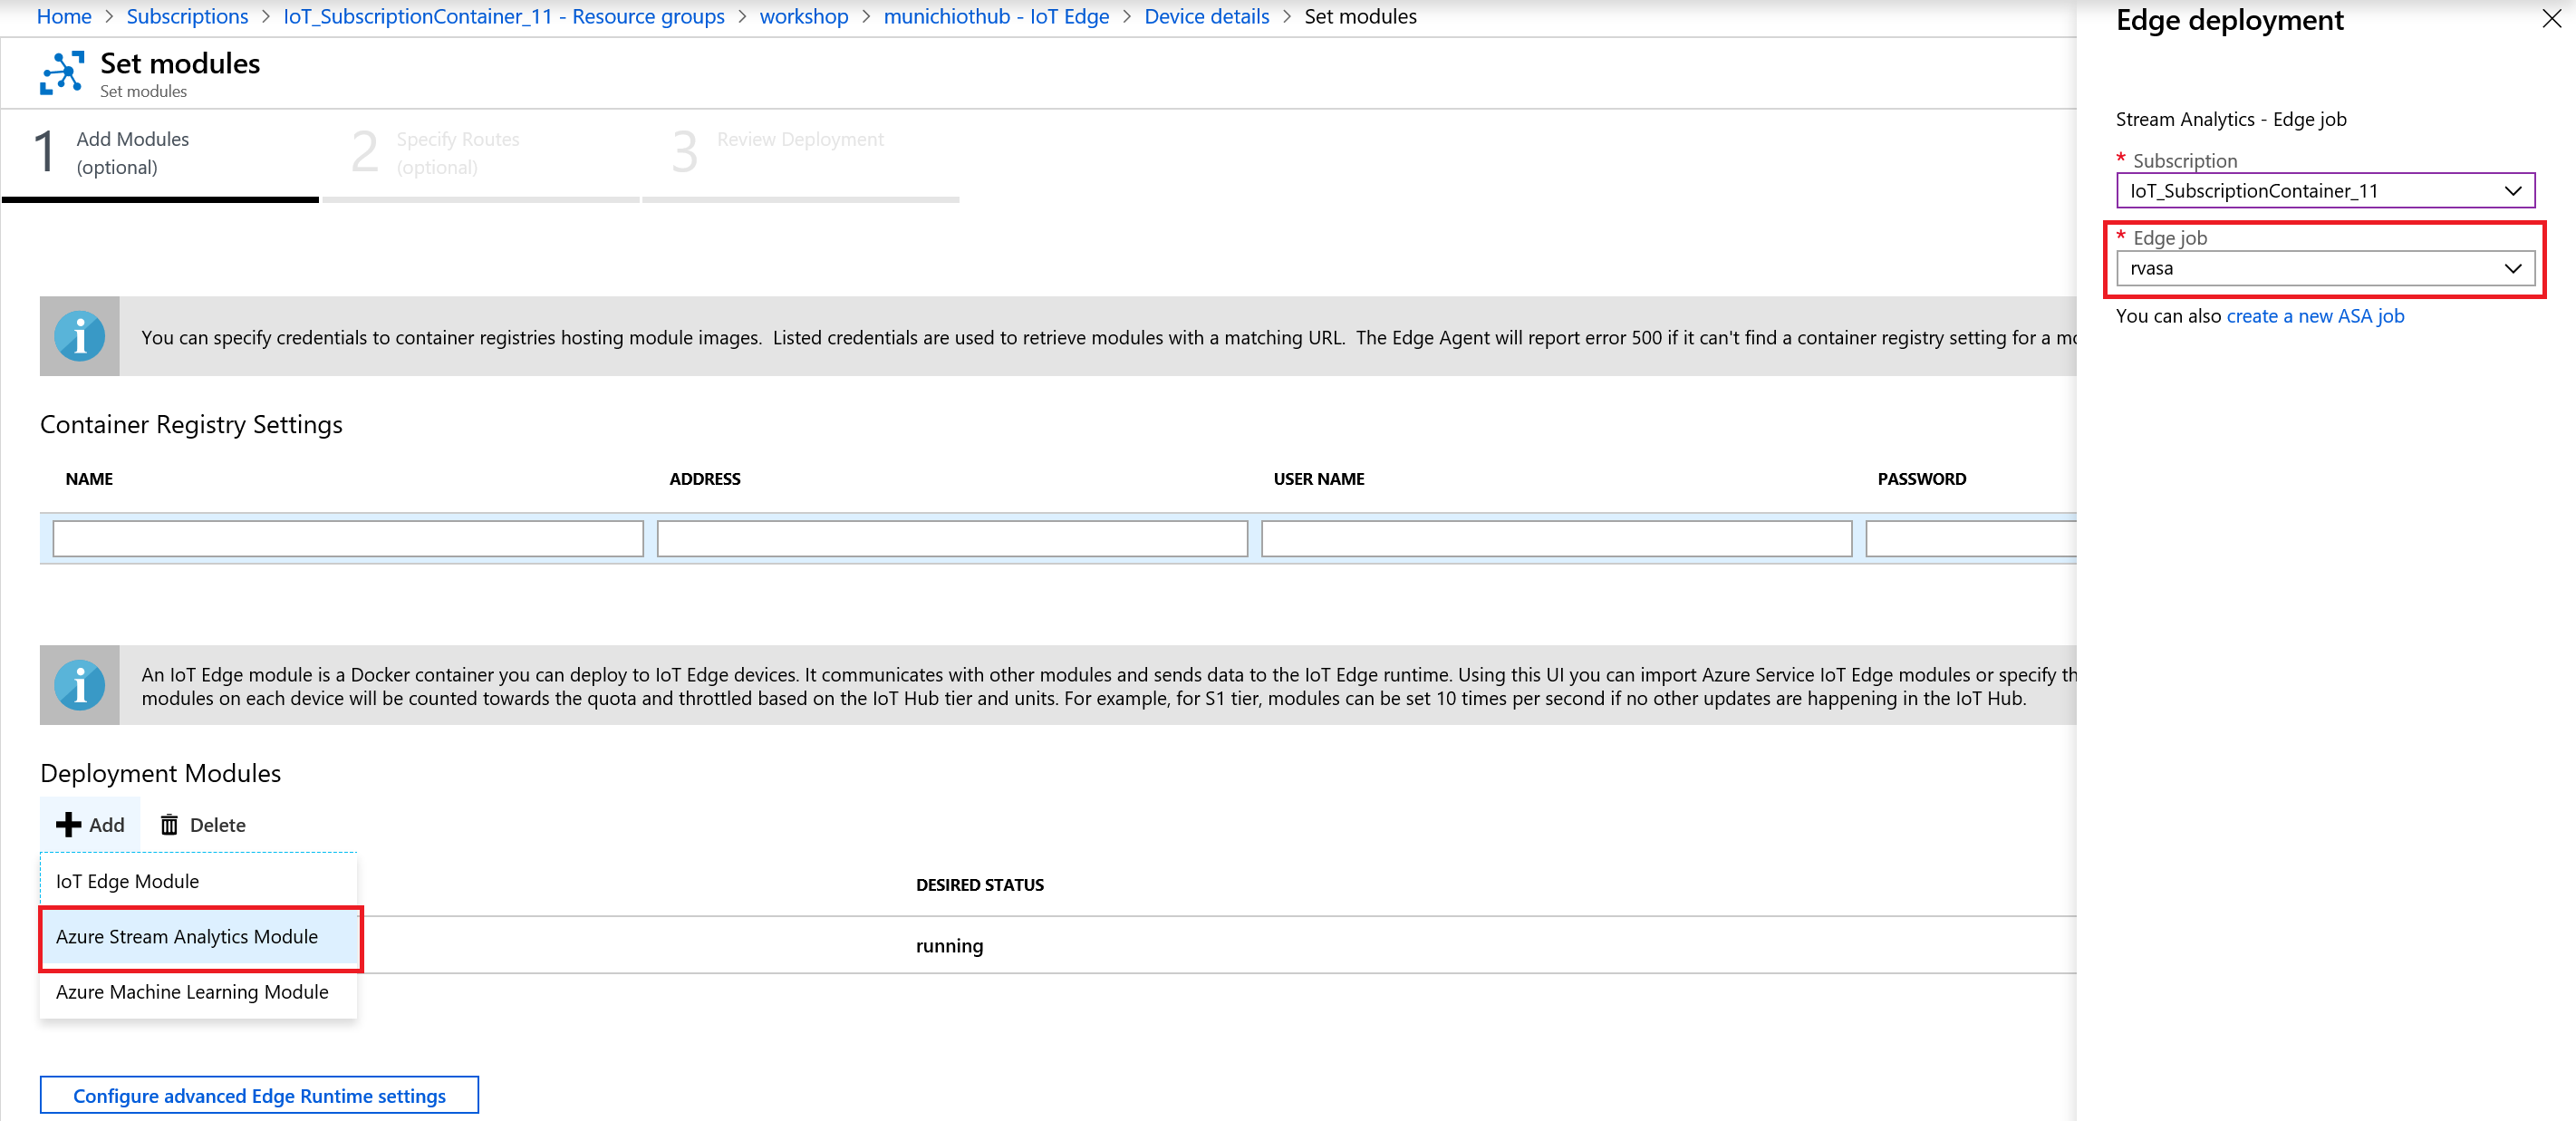 Home > Subscriptions > IoT_SubscriptionContainer_11 - Resource groups > workshop > munichiothub - IoT Edge > Device details > Set modules
Set modules
Set modules
1 Add Modules
(optional)
2 Specify Routes
(optional)
3 Review Deployment
You can specify credentials to container registries hosting module images. Listed credentials are used to retrieve modules with a matching URL. The Edge Agent will report error 500 if it can't find a container registry setting for a
Container Registry Settings
NAME ADDRESS USER NAME PASSWORD
An IoT Edge module is a Docker container you can deploy to IoT Edge devices. It communicates with other modules and sends data to the IoT Edge runtime. Using this UI you can import Azure Service IoT Edge modules or specify
modules on each device will be counted towards the quota and throttled based on the IoT Hub tier and units. For example, for S1 tier, modules can be set 10 times per second if no other updates are happening in the IoT Hub.
Deployment Modules
Add Delete
IoT Edge Module
DESIRED STATUS
Azure Stream Analytics Module
running
Azure Machine Learning Module
Configure advanced Edge Runtime settings
Edge deployment
Stream Analytics - Edge job
* Subscription
IoT_SubscriptionContainer_11
* Edge job
rvasa
You can also create a new ASA job